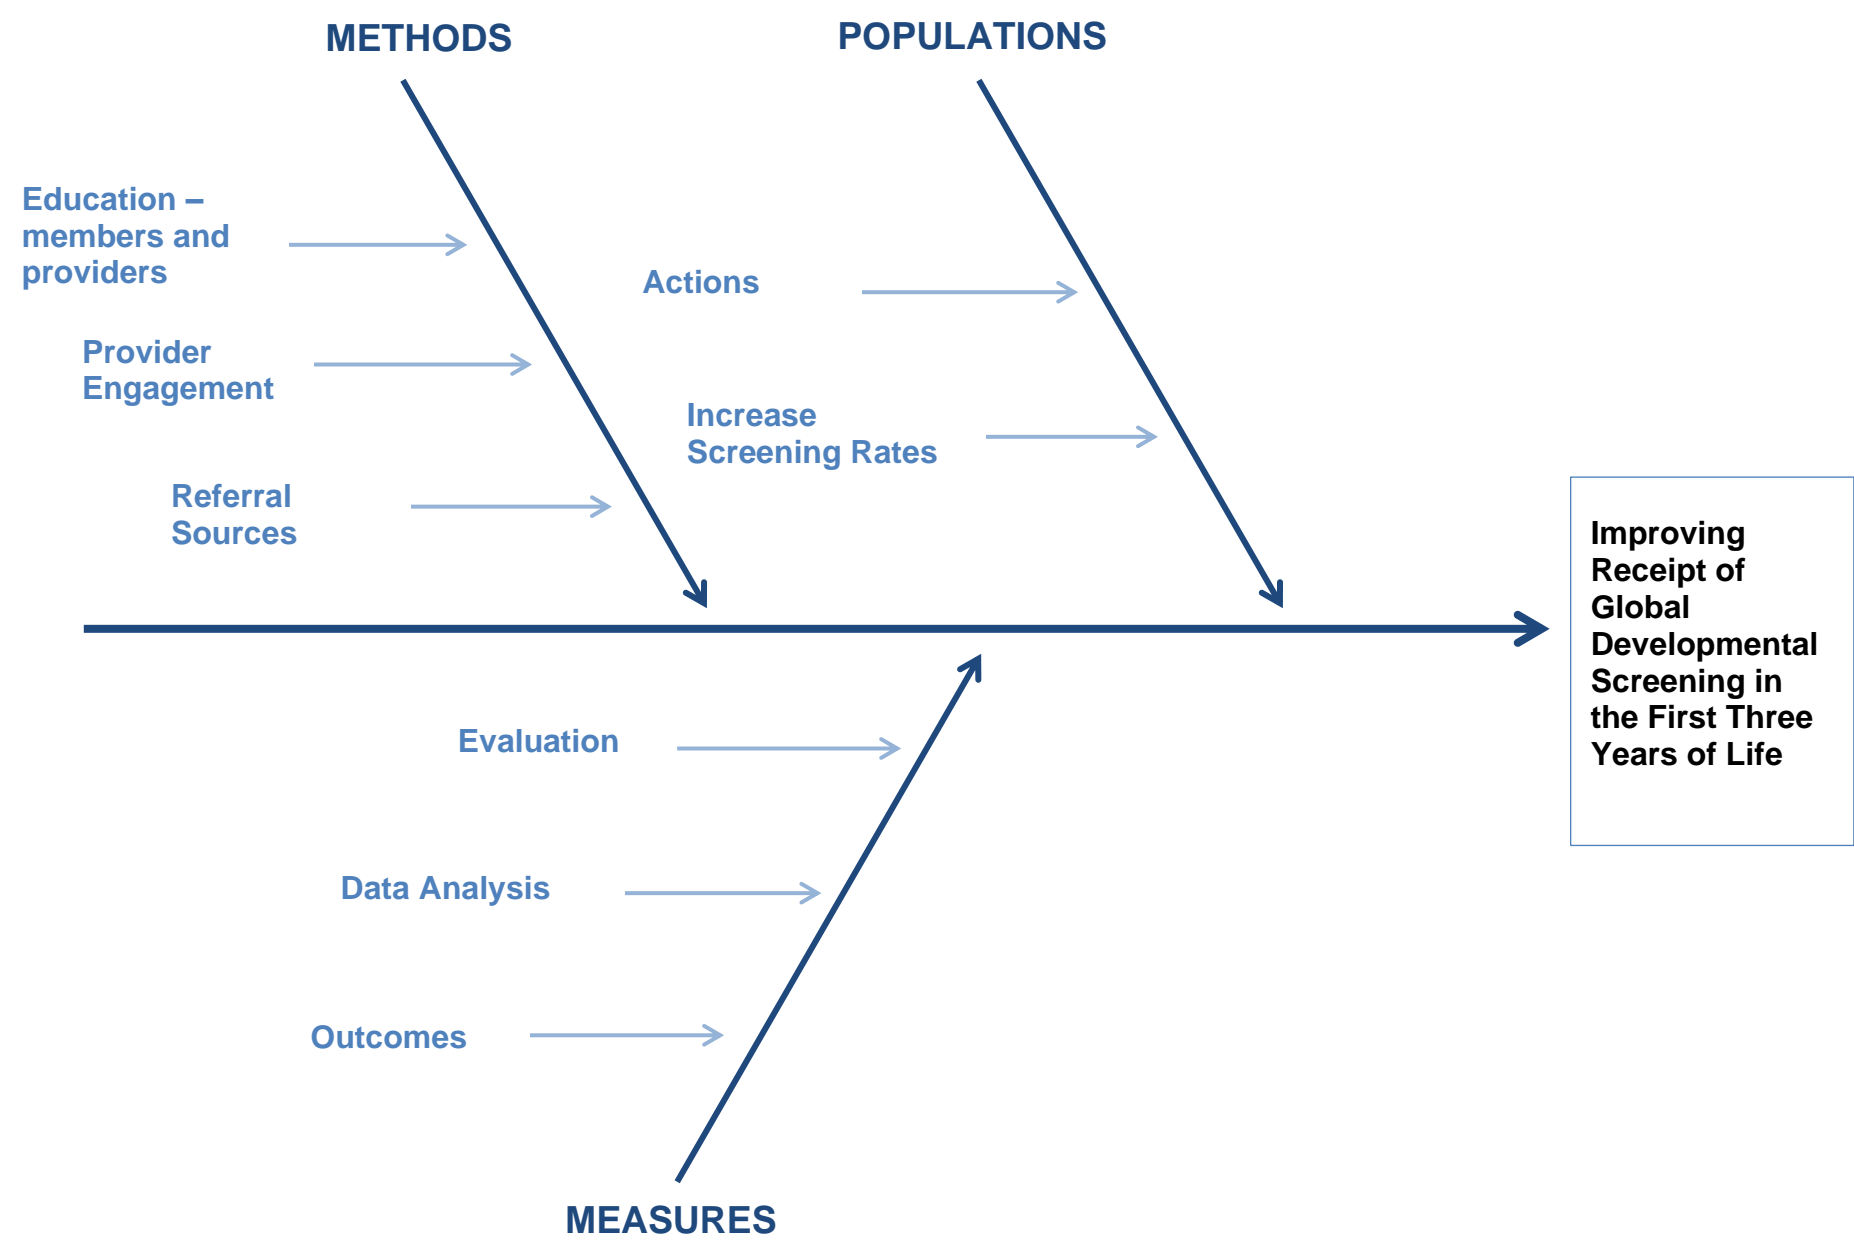 METHODS
POPULATIONS
Education –
members and
providers
Actions
Provider
Engagement
Increase
Screening Rates
Referral
Sources
Improving
Receipt of
Global
Developmental
Screening in
the First Three
Years of Life
Evaluation
Data Analysis
Outcomes
MEASURES